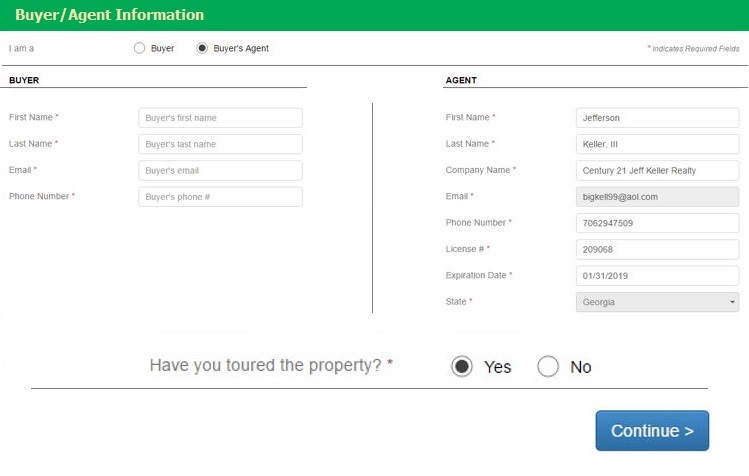 Buyer/Agent Information
I am a Buyer Buyer's Agent * Indicates Required Fields
BUYER
First Name * Buyer's first name
Last Name * Buyer's last name
Email * Buyer's email
Phone Number * Buyer's phone #
AGENT
First Name * Jefferson
Last Name * Keller, III
Company Name * Century 21 Jeff Keller Realty
Email * bigkell99@aol.com
Phone Number * 7062947509
License # * 209068
Expiration Date * 01/31/2019
State * Georgia
Have you toured the property? * Yes No
Continue >